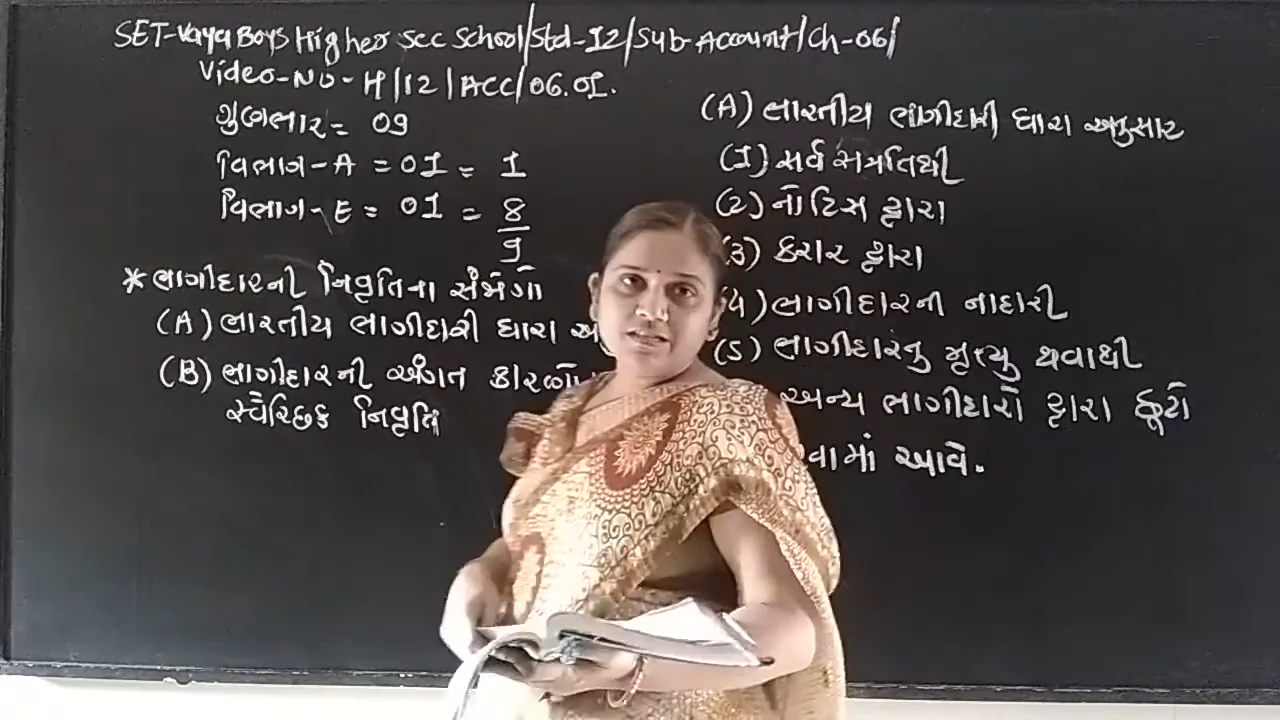 SET-Vaya Boys Higher Sec School/Std-12/Sub-Account/Ch-06/
Video-No-H/12/ACC/06.01.
ગુણભાર = 09
વિભાગ-A = 01 = 1
વિભાગ-E = 01 = 8
9
* ભાગીદારની નિવૃતિના સંજોગો
(A) ભારતીય ભાગીદારી ધારા અ
(B) ભાગીદારની અંગત કારણો
સ્વૈચ્છિક નિવૃતિ
(A) ભારતીય ભાગીદારી ધારા અનુસાર
(1) સર્વ સંમતિથી
(2) નોટિસ દ્વારા
(3) કરાર દ્વારા
(4) ભાગીદારની નાદારી
(5) ભાગીદારનું મૃત્યુ થવાથી
અન્ય ભાગીદારો દ્વારા છૂટો
વામાં આવે.